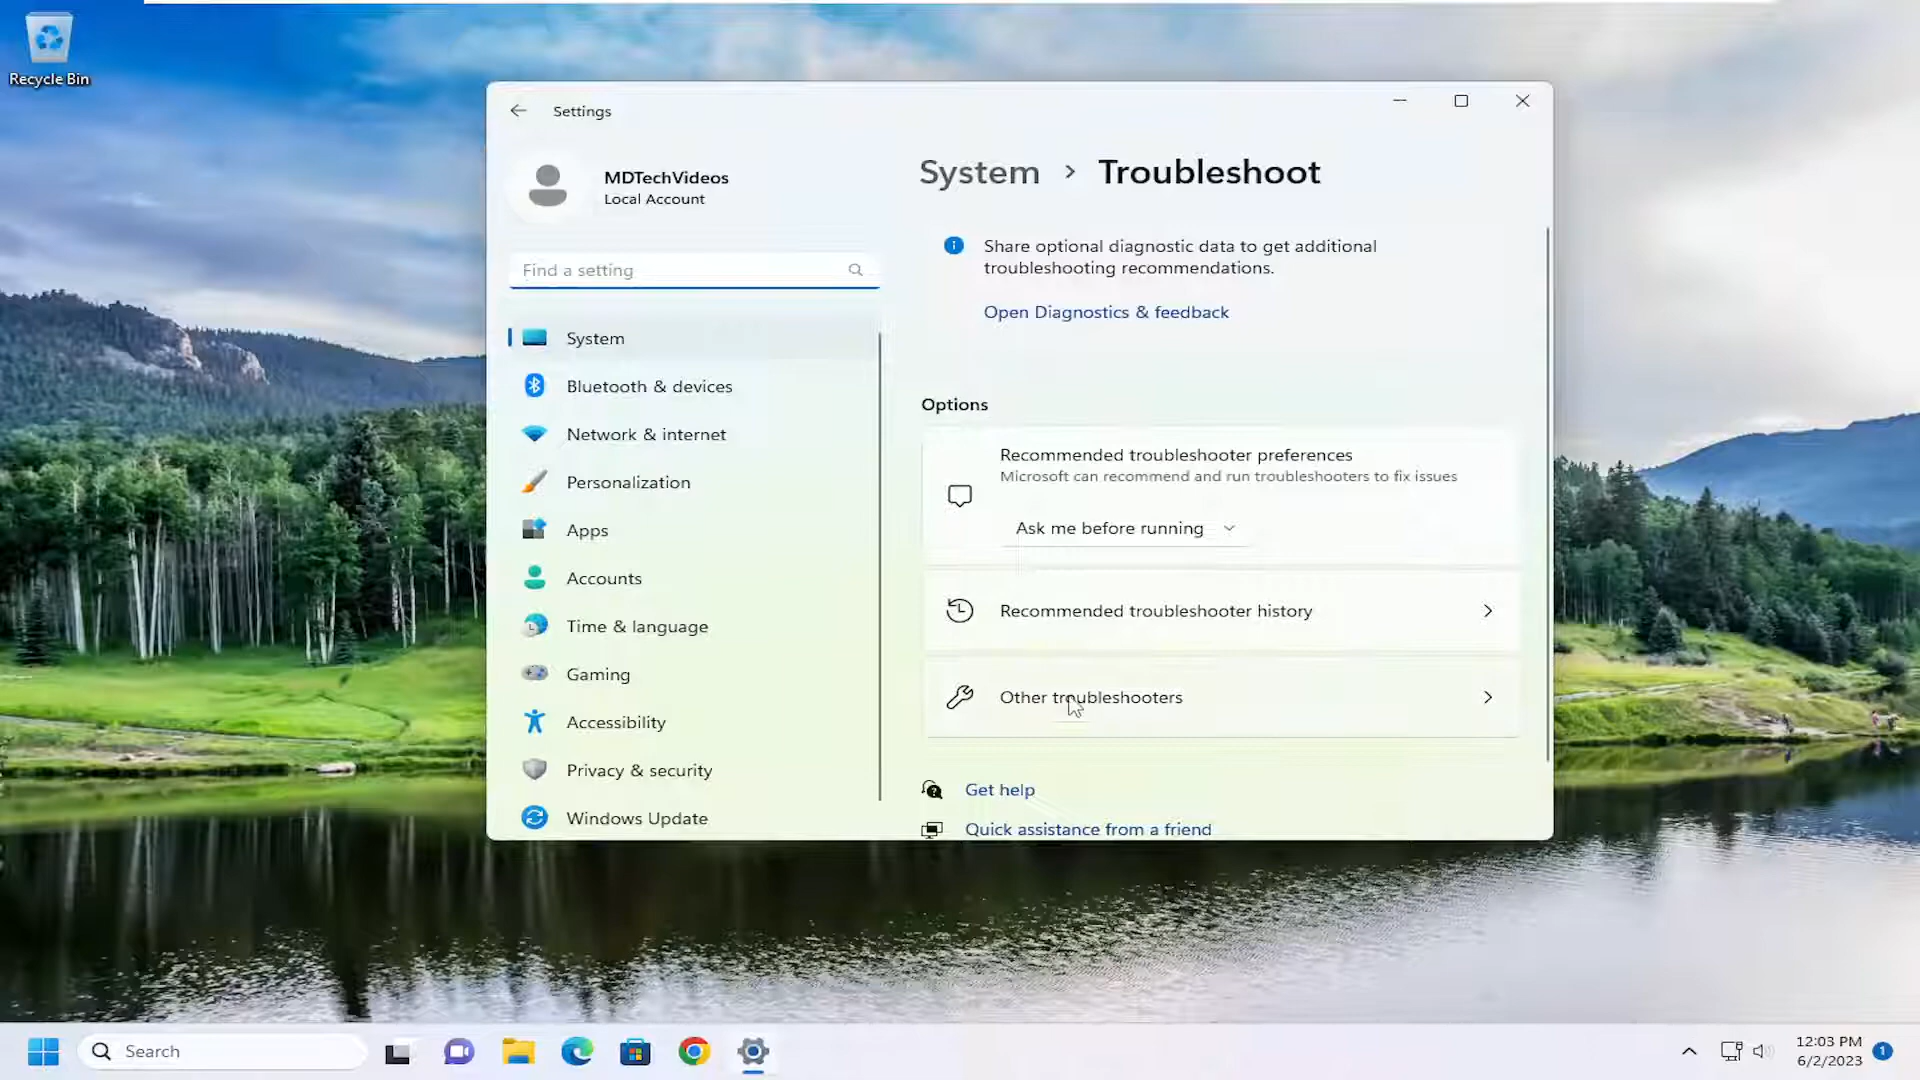 Recycle Bin
Settings
MDTechVideos
Local Account
Find a setting
System
Bluetooth & devices
Network & internet
Personalization
Apps
Accounts
Time & language
Gaming
Accessibility
Privacy & security
Windows Update
System > Troubleshoot
Share optional diagnostic data to get additional
troubleshooting recommendations.
Open Diagnostics & feedback
Options
Recommended troubleshooter preferences
Microsoft can recommend and run troubleshooters to fix issues
Ask me before running
Recommended troubleshooter history
Other troubleshooters
Get help
Quick assistance from a friend
Search
12:03 PM
6/2/2023
1